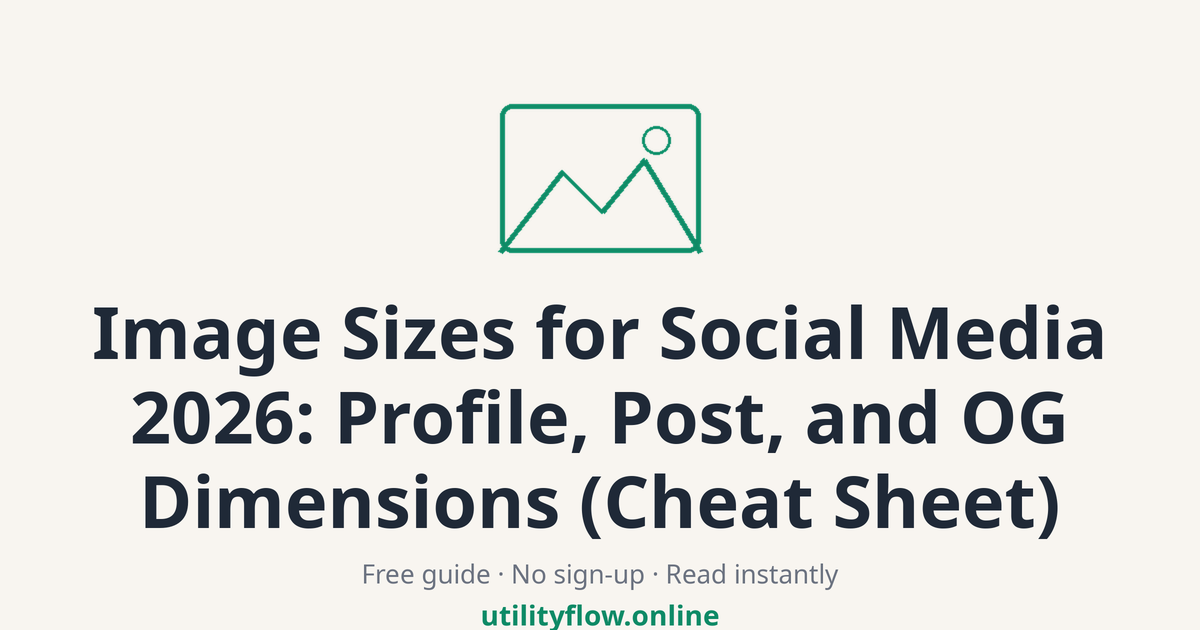 Image Sizes for Social Media
2026: Profile, Post, and OG
Dimensions (Cheat Sheet)
Free guide · No sign-up · Read instantly
utilityflow.online